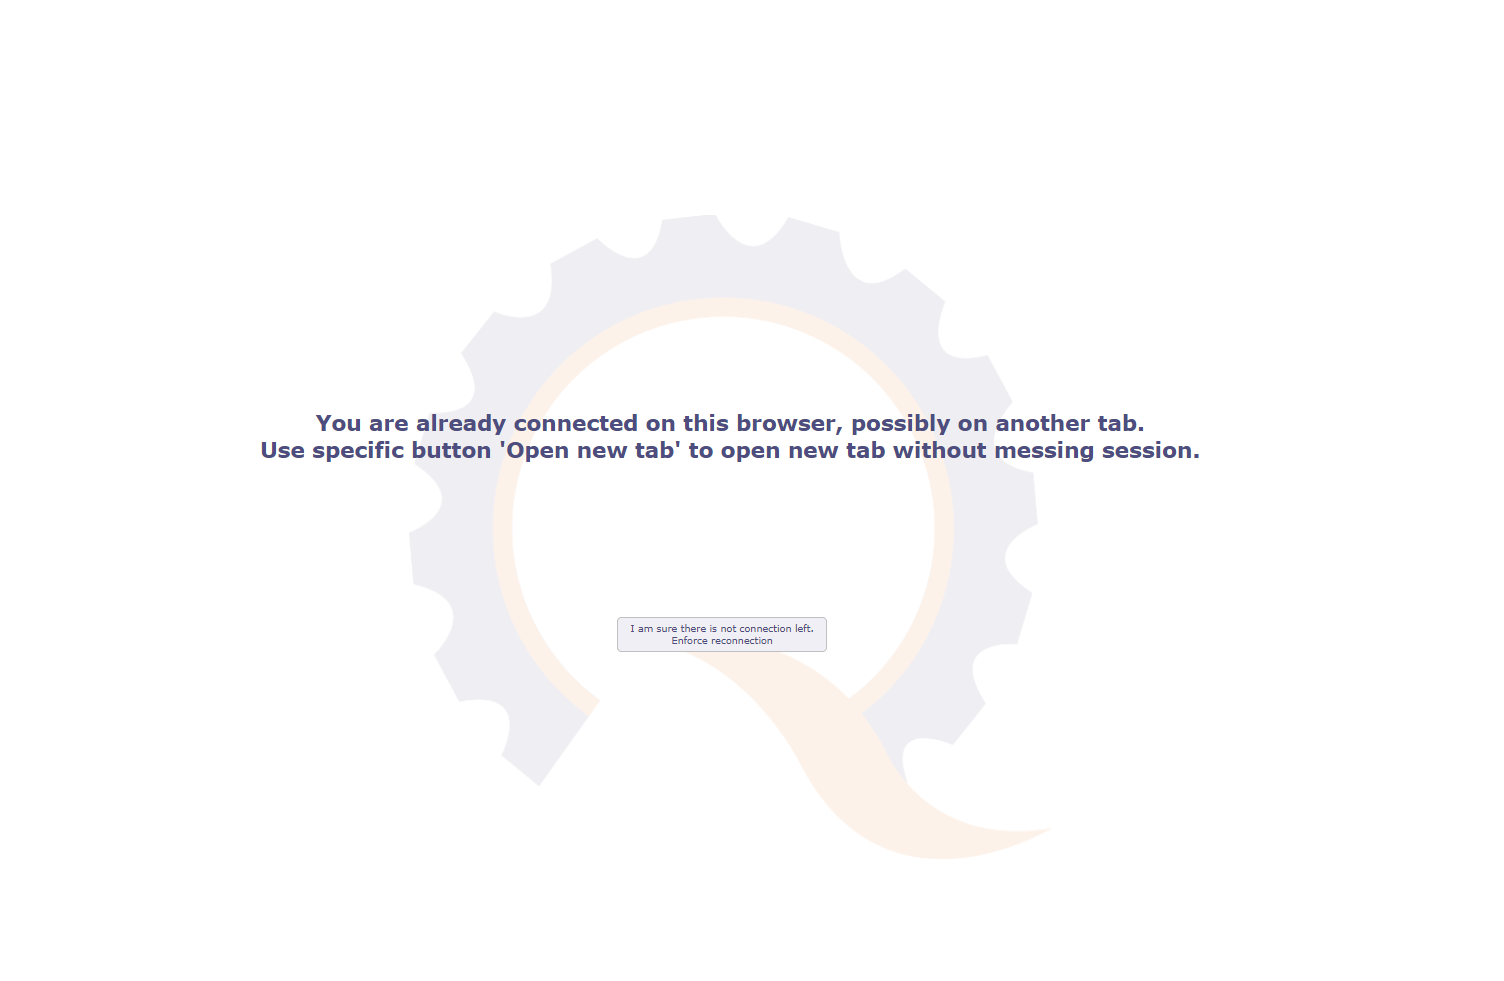 You are already connected on this browser, possibly on another tab.
Use specific button 'Open new tab' to open new tab without messing session.
I am sure there is not connection left.
Enforce reconnection